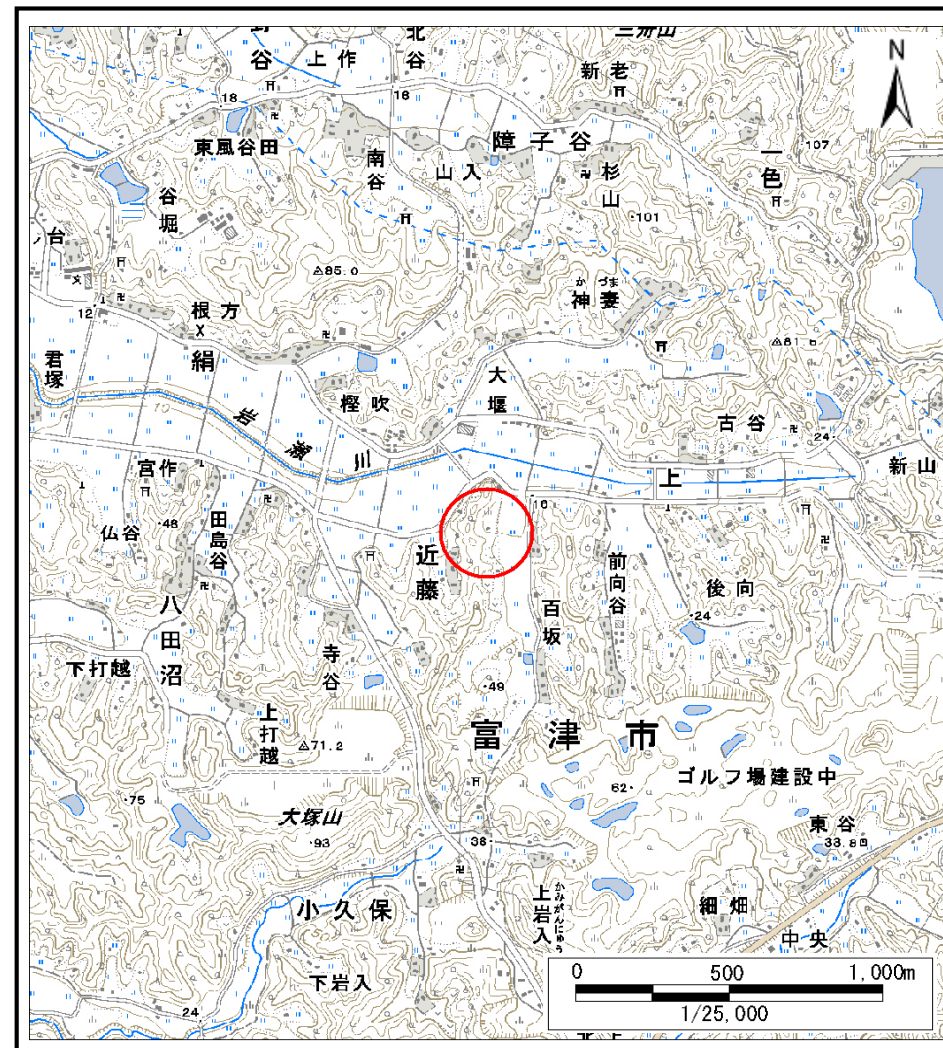 谷
上作
北谷
三舟山
新老
N
18
16
東風谷田
南谷
障子谷
山入
杉山
一色
107
谷堀
101
台
85.0
かづま
神妻
12
根方
絹
81.6
君塚
樫吹
大堰
古谷
24
岩瀬川
上
新山
宮作
10
仏谷
48
田島谷
近藤
前向谷
後向
24
八田沼
百坂
下打越
寺谷
49
上打越
71.2
富津市
ゴルフ場建設中
62
75
大塚山
東谷
93
33.8
36
小久保
上岩入
かみがんにゅう
細畑
中央
下岩入
24
0 500 1,000m
1/25,000